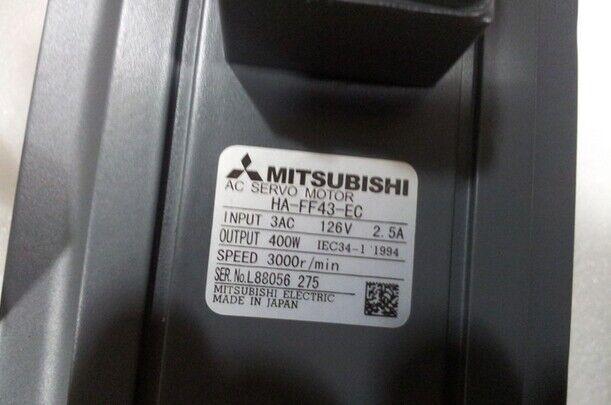 MITSUBISHI
AC SERVO MOTOR
HA-FF43-EC
INPUT 3AC 126V 2.5A
OUTPUT 400W IEC34-1 1994
SPEED 3000r/min
SER.No.L88056 275
MITSUBISHI ELECTRIC
MADE IN JAPAN